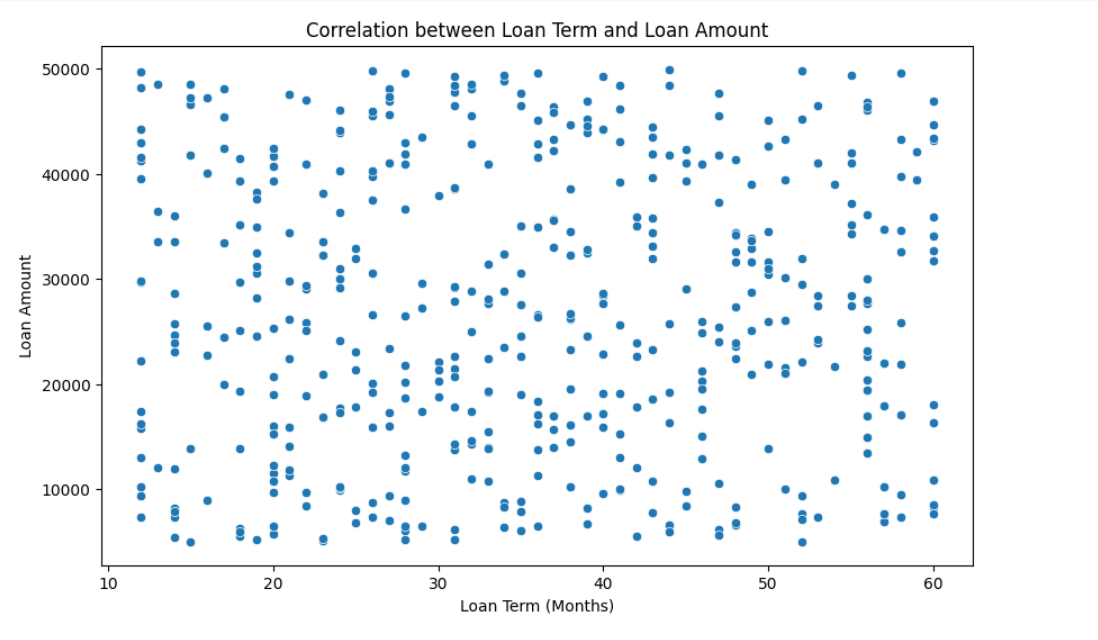 Correlation between Loan Term and Loan Amount
50000
40000
30000
20000
10000
Loan Amount
10 20 30 40 50 60
Loan Term (Months)